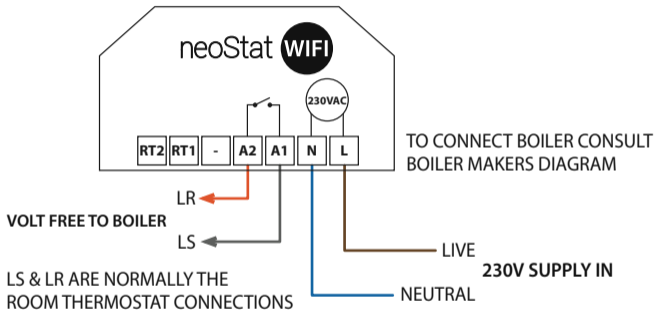 neoStat WIFI
230VAC
RT2 RT1 - A2 A1 N L
TO CONNECT BOILER CONSULT
BOILER MAKERS DIAGRAM
LR
VOLT FREE TO BOILER
LS
LIVE
230V SUPPLY IN
NEUTRAL
LS & LR ARE NORMALLY THE
ROOM THERMOSTAT CONNECTIONS